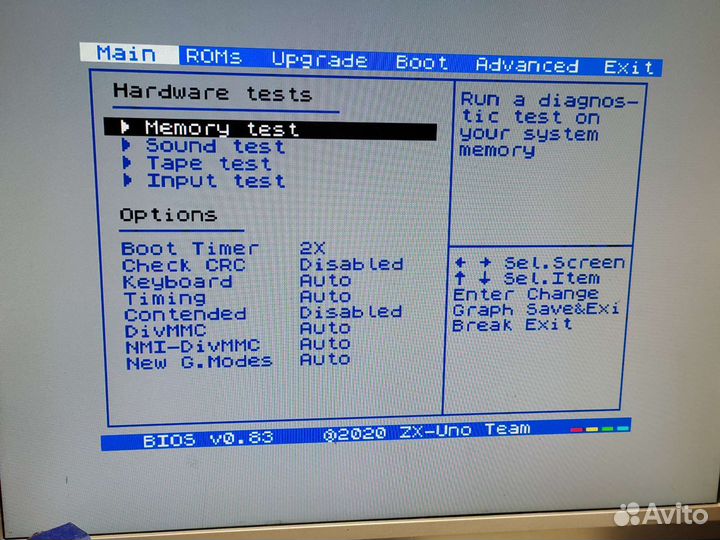 Main ROMs Upgrade Boot Advanced Exit
Hardware tests
Memory test
Sound test
Tape test
Input test
Options
Boot Timer 2X
Check CRC Disabled
Keyboard Auto
Timing Auto
Contended Disabled
DivMMC Auto
NMI-DivMMC Auto
New G.Modes Auto
Run a diagnos-
tic test on
your system
memory
← → Sel.Screen
↑ ↓ Sel.Item
Enter Change
Graph Save&Exi
Break Exit
BIOS v0.83 ©2020 ZX-Uno Team
Avito